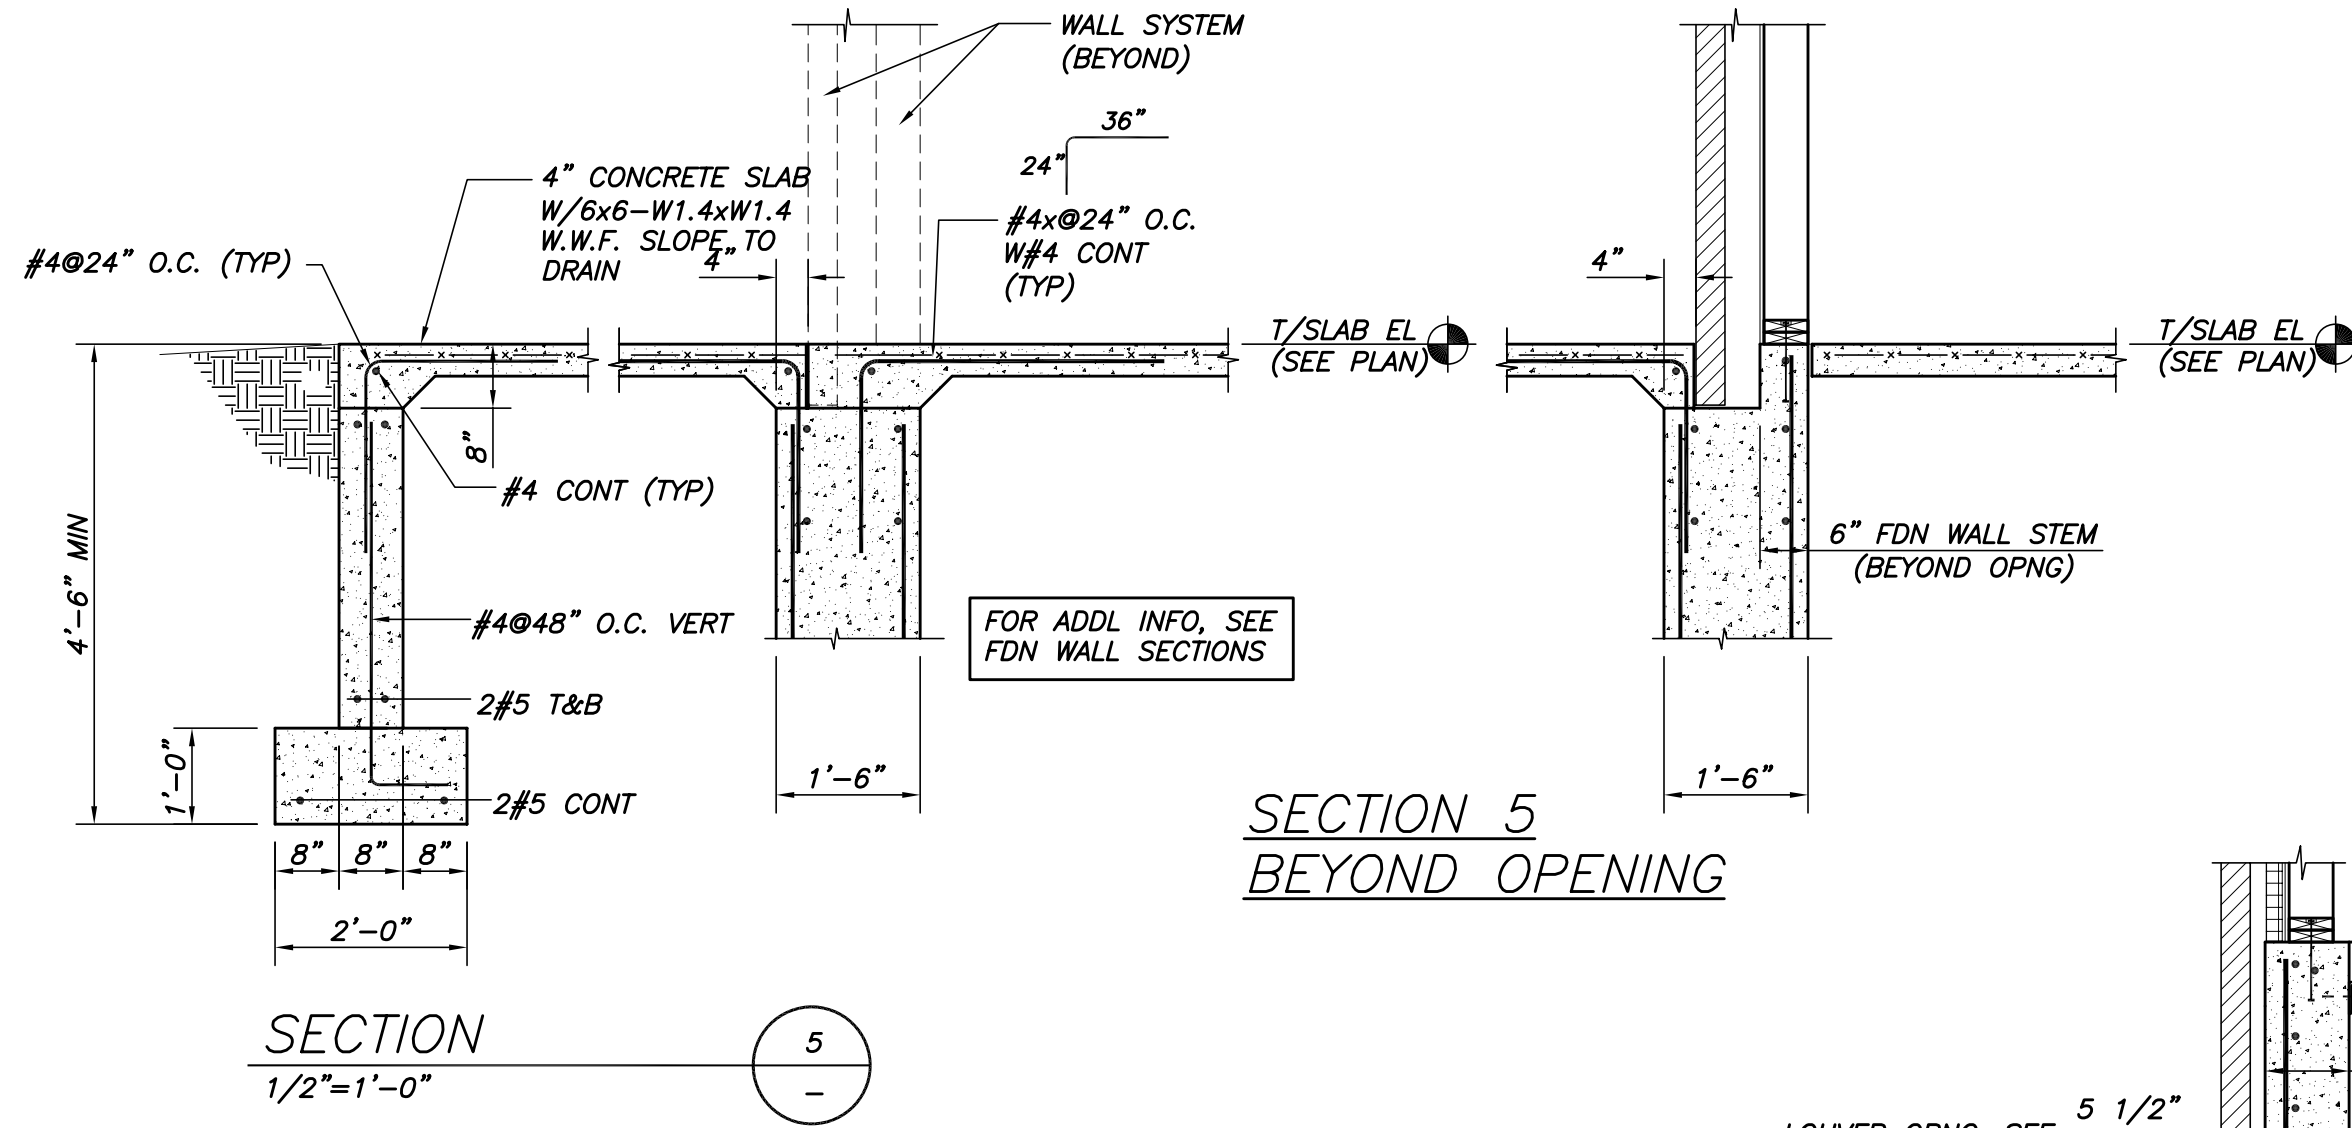 WALL SYSTEM
(BEYOND)
36"
24"
4" CONCRETE SLAB
W/6x6-W1.4xW1.4
W.W.F. SLOPE TO
DRAIN
4"
#4x@24" O.C.
W#4 CONT
(TYP)
#4@24" O.C. (TYP)
4"
T/SLAB EL
(SEE PLAN)
T/SLAB EL
(SEE PLAN)
8"
#4 CONT (TYP)
4'-6" MIN
6" FDN WALL STEM
(BEYOND OPNG)
#4@48" O.C. VERT
FOR ADDL INFO, SEE
FDN WALL SECTIONS
2#5 T&B
1'-0"
2#5 CONT
1'-6"
1'-6"
8" 8" 8"
2'-0"
SECTION 5
BEYOND OPENING
SECTION
5
1/2"=1'-0"
-
5 1/2"
LOUVER OPNG, SEE